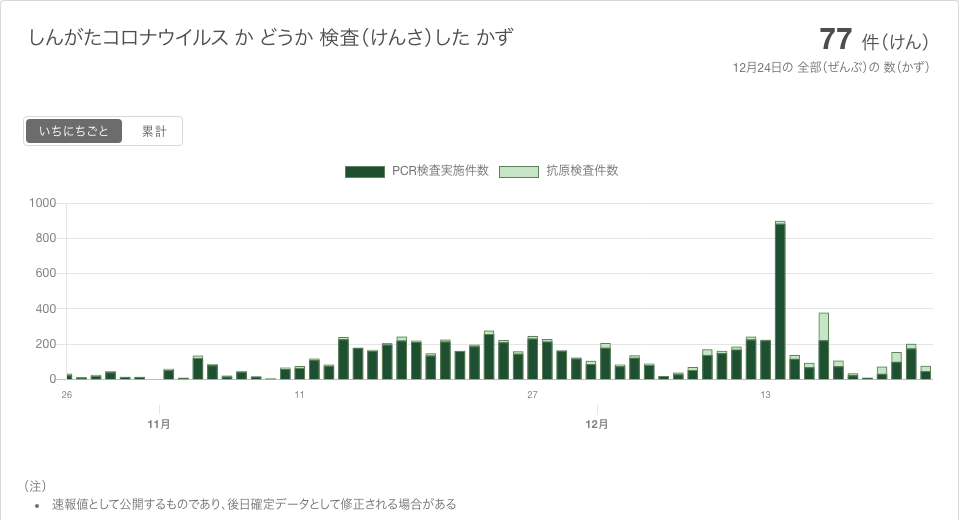 しんがたコロナウイルス か どうか 検査（けんさ）した かず
77 件（けん）
12月24日の 全部（ぜんぶ）の 数（かず）
いちにちごと 累計
PCR検査実施件数 抗原検査件数
1000
800
600
400
200
0
26 11 27 13
11月 12月
（注）
• 速報値として公開するものであり、後日確定データとして修正される場合がある